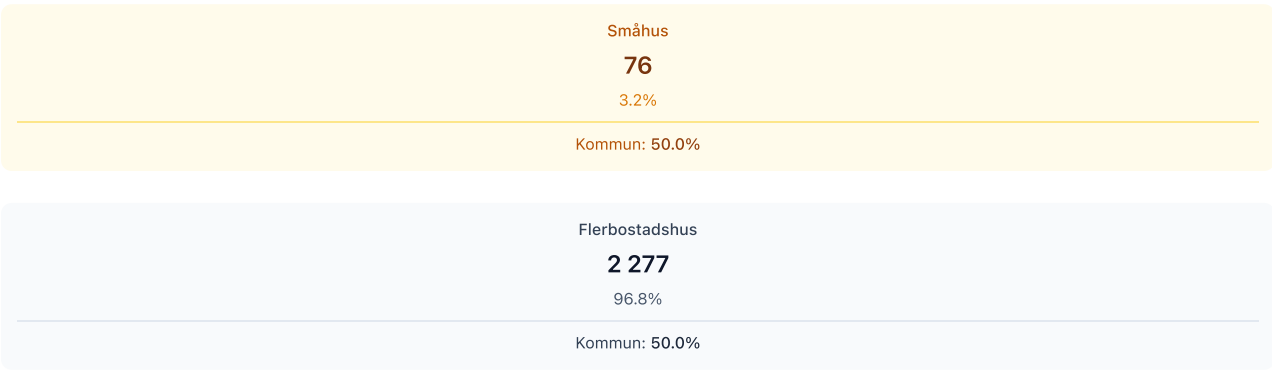 Småhus
76
3.2%
Kommun: 50.0%
Flerbostadshus
2 277
96.8%
Kommun: 50.0%